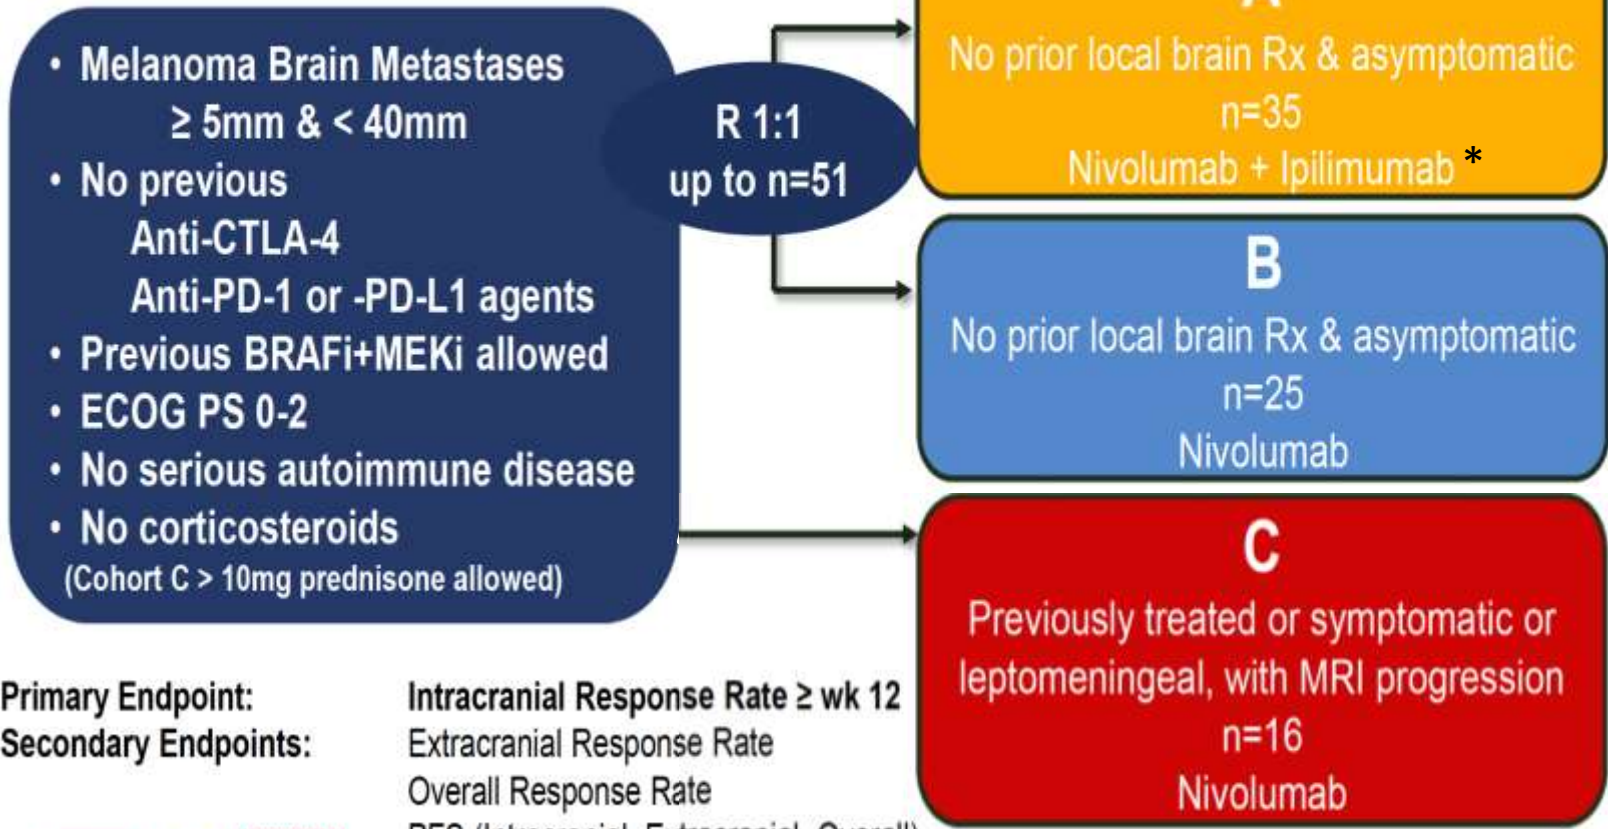 • Melanoma Brain Metastases
≥ 5mm & < 40mm
• No previous
Anti-CTLA-4
Anti-PD-1 or -PD-L1 agents
• Previous BRAFi+MEKi allowed
• ECOG PS 0-2
• No serious autoimmune disease
• No corticosteroids
(Cohort C > 10mg prednisone allowed)
R 1:1
up to n=51
A
No prior local brain Rx & asymptomatic
n=35
Nivolumab + Ipilimumab *
B
No prior local brain Rx & asymptomatic
n=25
Nivolumab
C
Previously treated or symptomatic or
leptomeningeal, with MRI progression
n=16
Nivolumab
Primary Endpoint: Intracranial Response Rate ≥ wk 12
Secondary Endpoints: Extracranial Response Rate
Overall Response Rate
PFS (Intracranial, Extracranial, Overall)